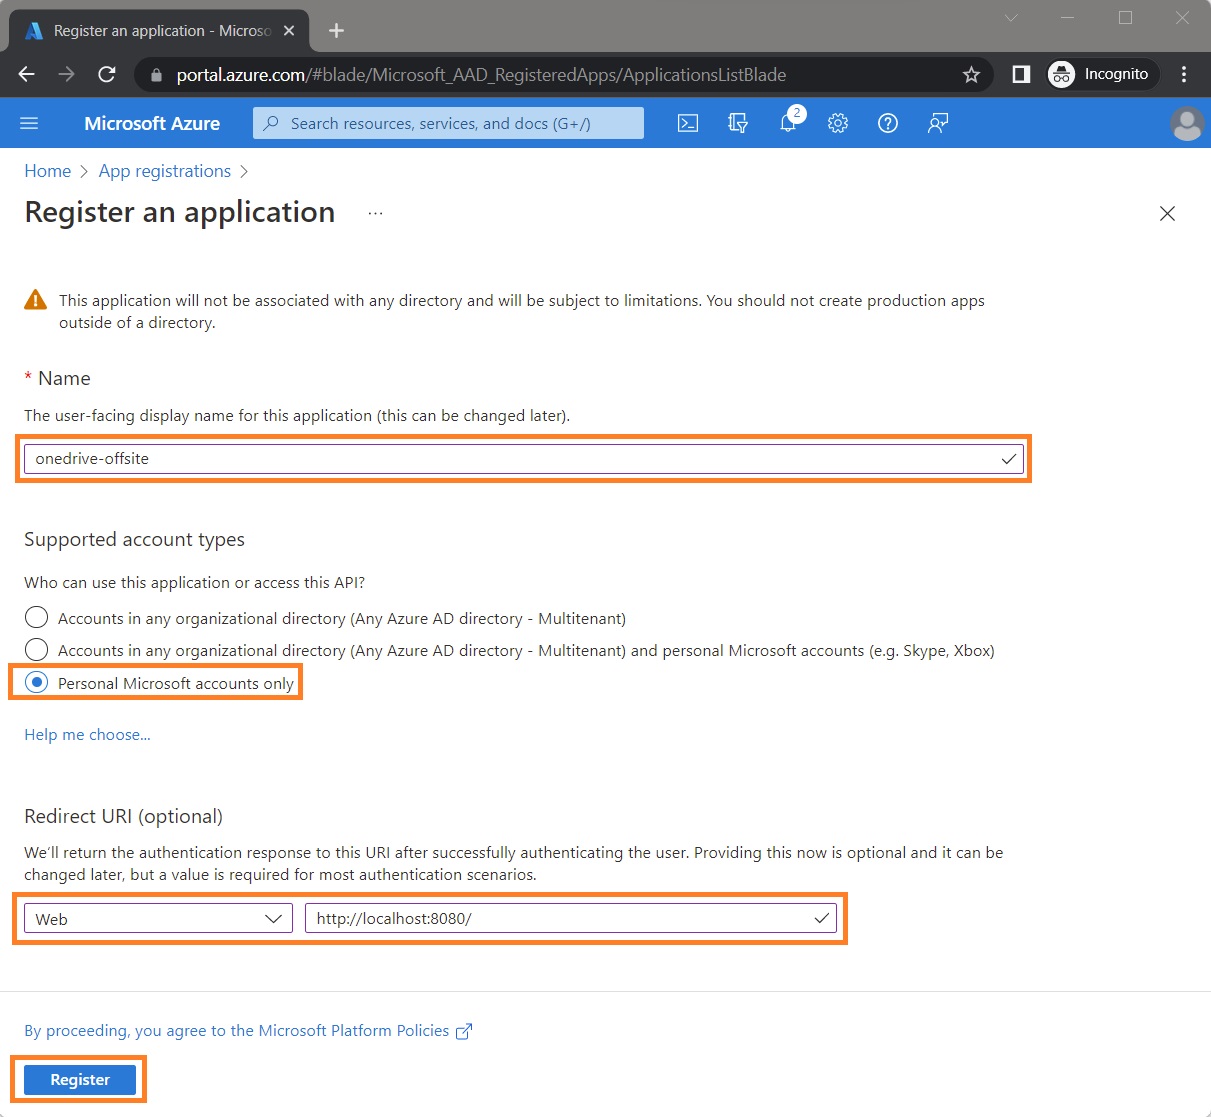 Register an application - Microso
portal.azure.com/#blade/Microsoft_AAD_RegisteredApps/ApplicationsListBlade
Incognito
Microsoft Azure
Search resources, services, and docs (G+/)
2
Home > App registrations >
Register an application ...
This application will not be associated with any directory and will be subject to limitations. You should not create production apps
outside of a directory.
* Name
The user-facing display name for this application (this can be changed later).
onedrive-offsite
Supported account types
Who can use this application or access this API?
Accounts in any organizational directory (Any Azure AD directory - Multitenant)
Accounts in any organizational directory (Any Azure AD directory - Multitenant) and personal Microsoft accounts (e.g. Skype, Xbox)
Personal Microsoft accounts only
Help me choose...
Redirect URI (optional)
We'll return the authentication response to this URI after successfully authenticating the user. Providing this now is optional and it can be
changed later, but a value is required for most authentication scenarios.
Web http://localhost:8080/
By proceeding, you agree to the Microsoft Platform Policies
Register